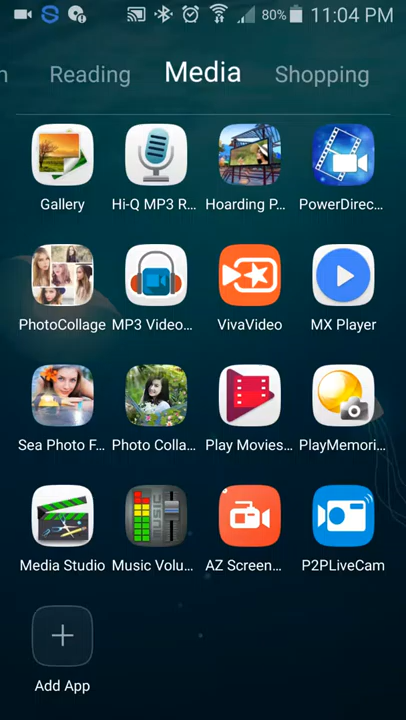 80% 11:04 PM
n Reading Media Shopping
Gallery Hi-Q MP3 R... Hoarding P... PowerDirec...
PhotoCollage MP3 Video... VivaVideo MX Player
Sea Photo F... Photo Colla... Play Movies... PlayMemori...
MUSIC
Media Studio Music Volu... AZ Screen... P2PLiveCam
Add App